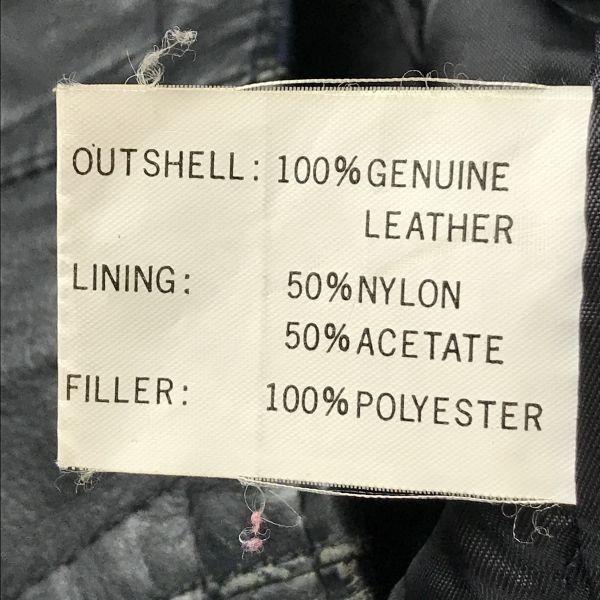 OUTSHELL: 100% GENUINE
LEATHER
LINING: 50% NYLON
50% ACETATE
FILLER: 100% POLYESTER